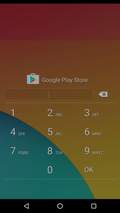 Google Play Store
1
2 ABC
3 DEF
4 GHI
5 JKL
6 MNO
7 PQRS
8 TUV
9 WXYZ
0
OK